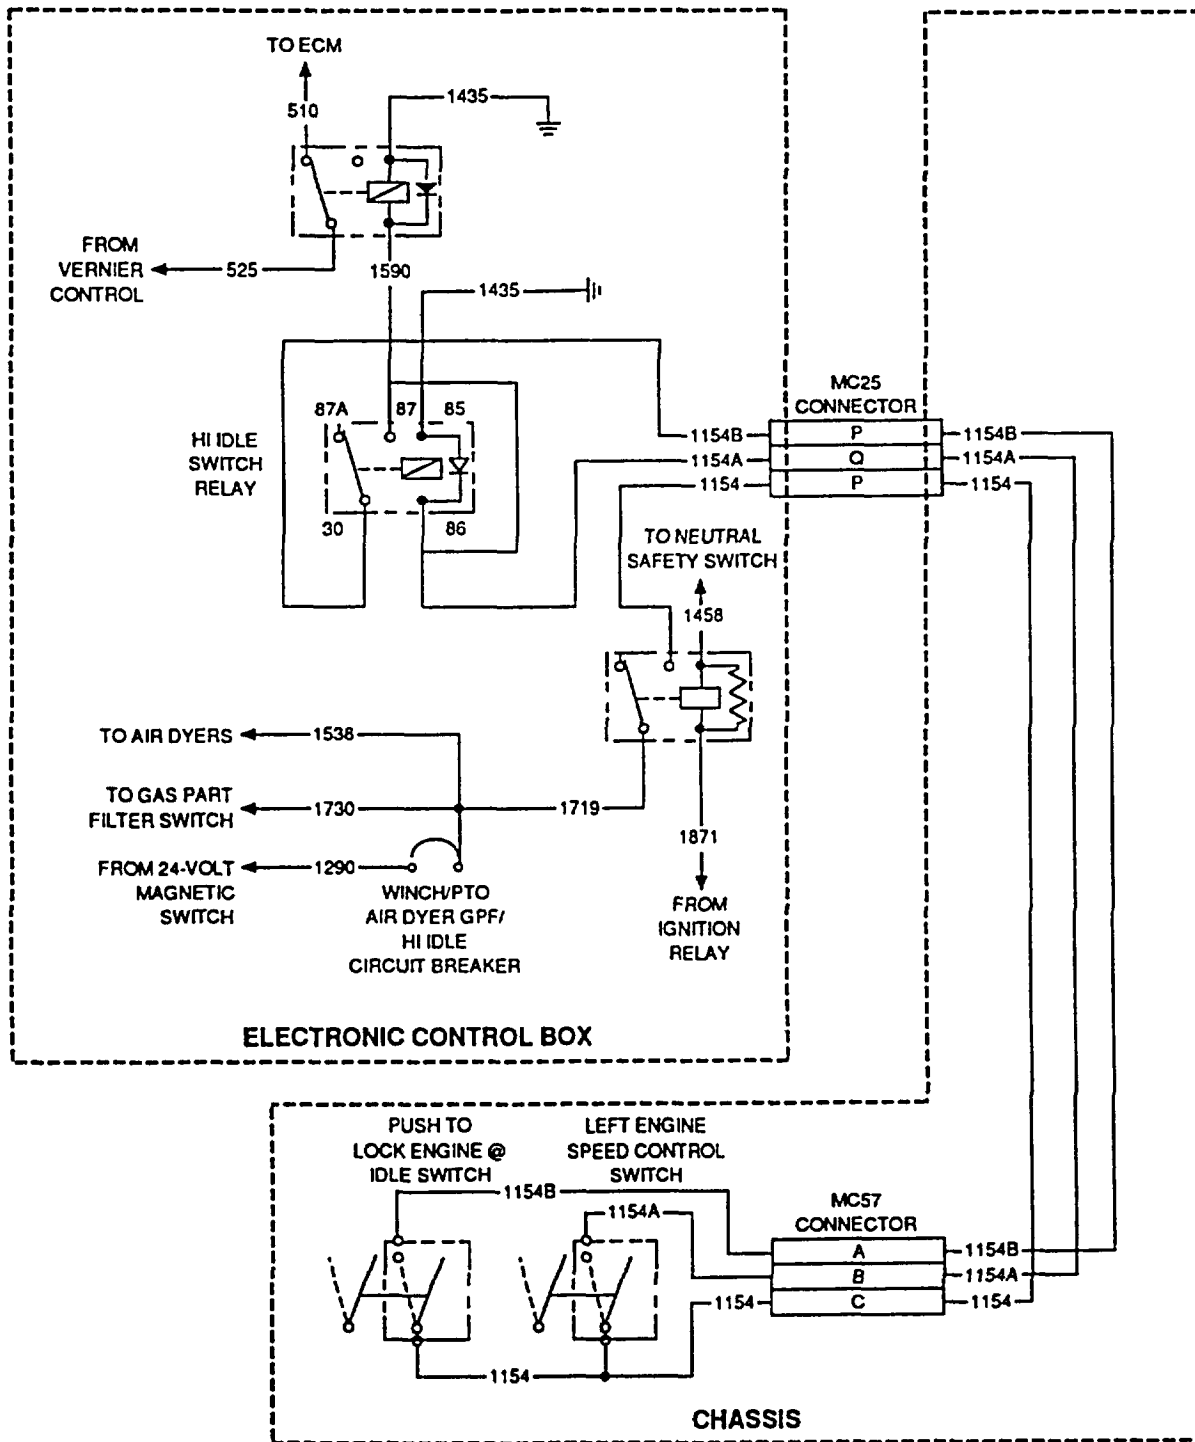 TO ECM
510
1435
FROM
VERNIER
CONTROL
525
1590
1435
87A
87
85
HI IDLE
SWITCH
RELAY
30
86
MC25
CONNECTOR
1154B
P
1154B
1154A
Q
1154A
1154
P
1154
TO NEUTRAL
SAFETY SWITCH
1458
TO AIR DYERS
1538
TO GAS PART
FILTER SWITCH
1730
1719
FROM 24-VOLT
MAGNETIC
SWITCH
1290
WINCH/PTO
AIR DYER GPF/
HI IDLE
CIRCUIT BREAKER
1871
FROM
IGNITION
RELAY
ELECTRONIC CONTROL BOX
PUSH TO
LOCK ENGINE @
IDLE SWITCH
LEFT ENGINE
SPEED CONTROL
SWITCH
1154B
1154A
MC57
CONNECTOR
A
1154B
B
1154A
1154
C
1154
1154
CHASSIS